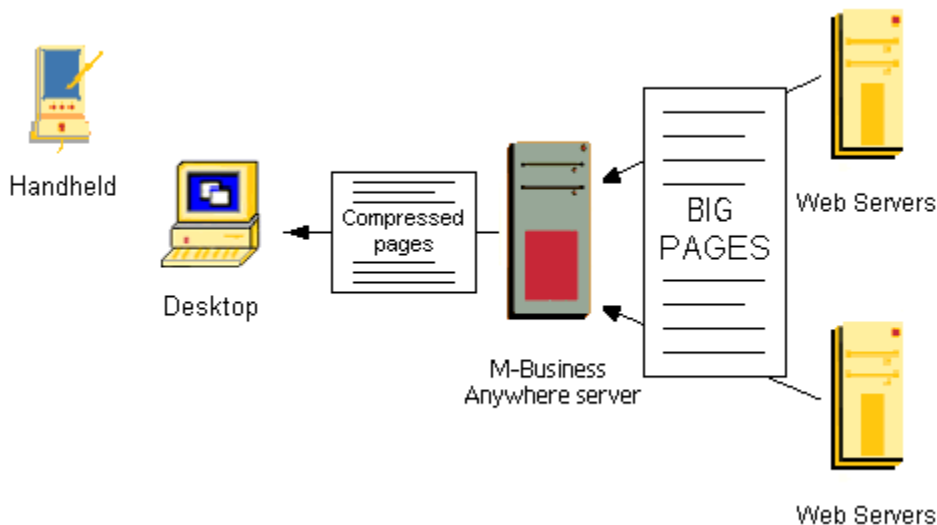 Handheld
Desktop
Compressed
pages
M-Business
Anywhere server
BIG
PAGES
Web Servers
Web Servers